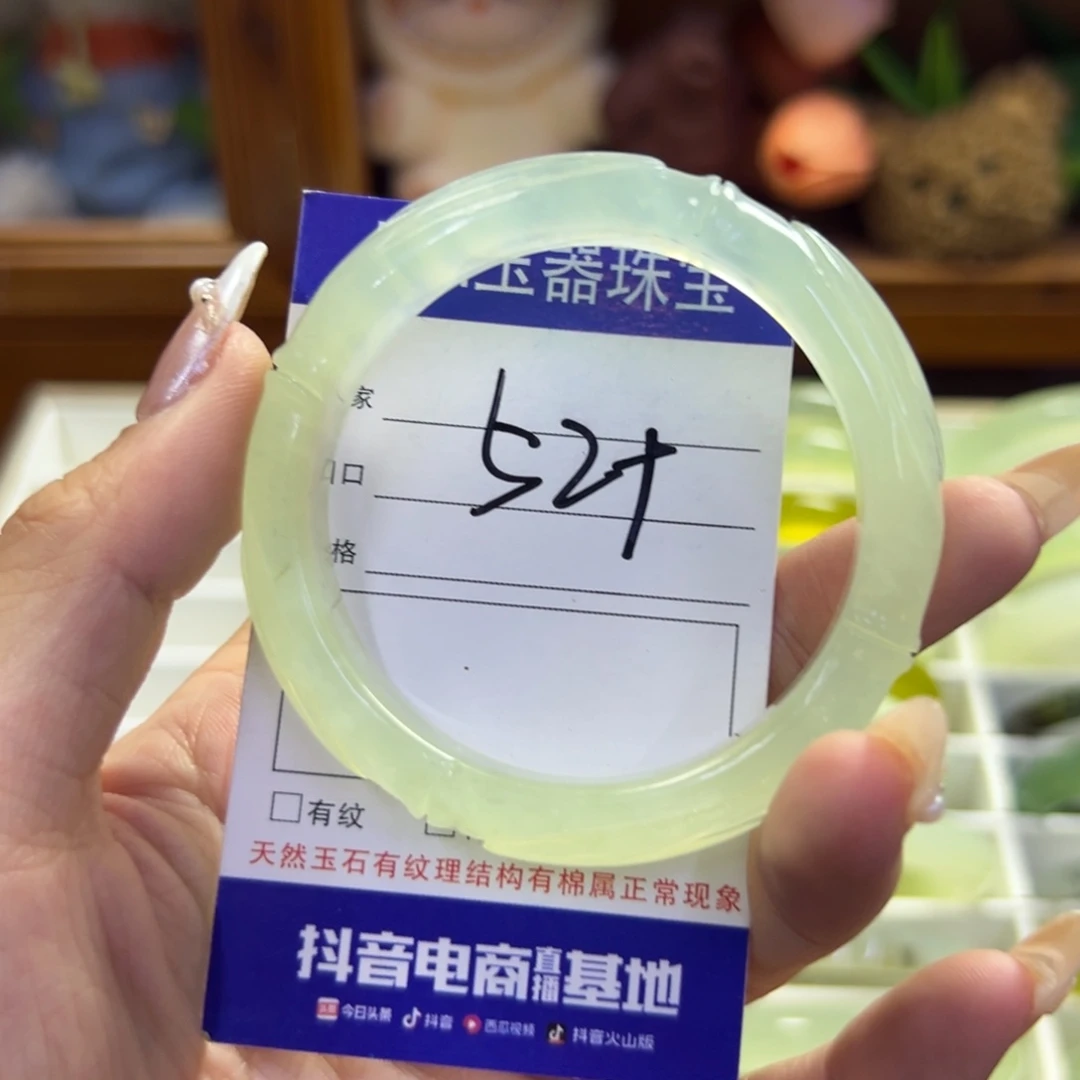 玉器珠宝
家
口
格
有纹
天然玉石有纹理结构有棉属正常现象
抖音电商直播基地
头条 今日头条 抖音 西瓜视频 抖音火山版